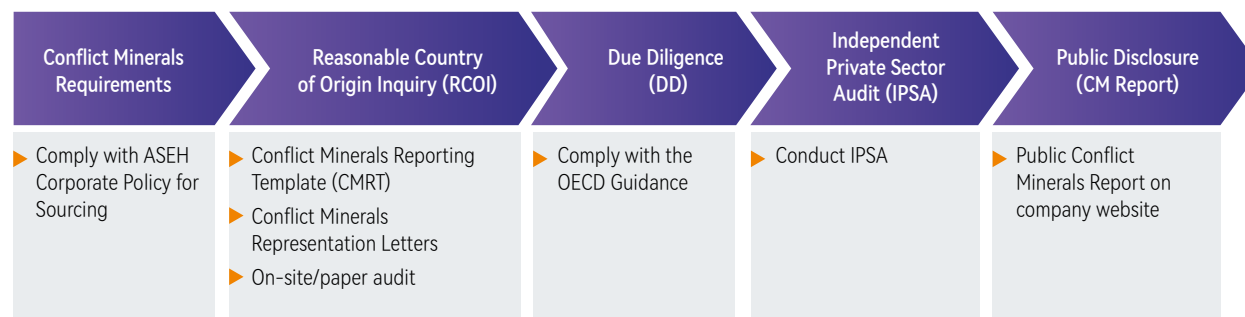 Conflict Minerals
Requirements
Reasonable Country
of Origin Inquiry (RCOI)
Due Diligence
(DD)
Independent
Private Sector
Audit (IPSA)
Public Disclosure
(CM Report)
Comply with ASEH
Corporate Policy for
Sourcing
Conflict Minerals Reporting
Template (CMRT)
Conflict Minerals
Representation Letters
On-site/paper audit
Comply with the
OECD Guidance
Conduct IPSA
Public Conflict
Minerals Report on
company website